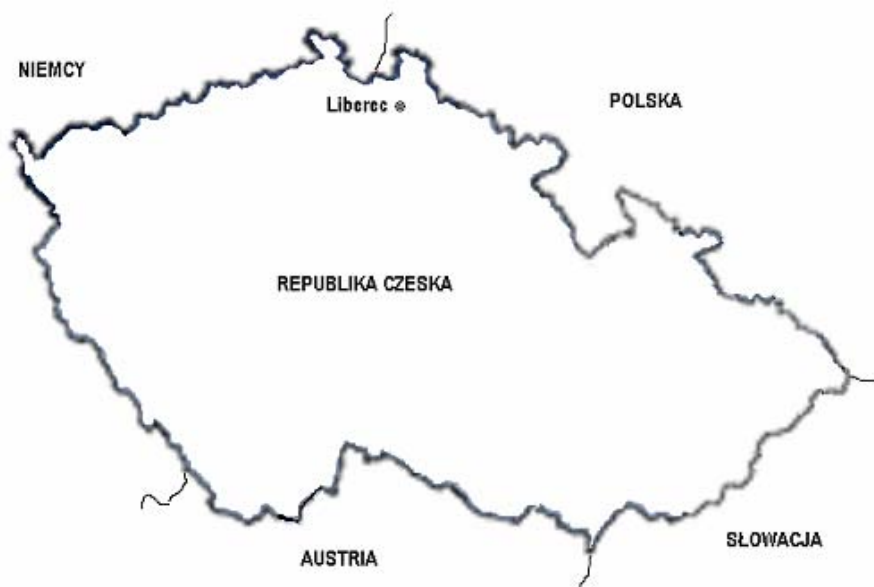 NIEMCY
POLSKA
Liberec
REPUBLIKA CZESKA
SŁOWACJA
AUSTRIA